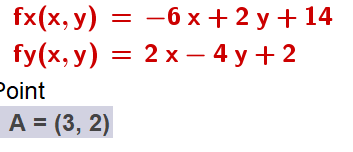 fx(x, y) = −6 x + 2 y + 14
fy(x, y) = 2 x − 4 y + 2
Point
A = (3, 2)